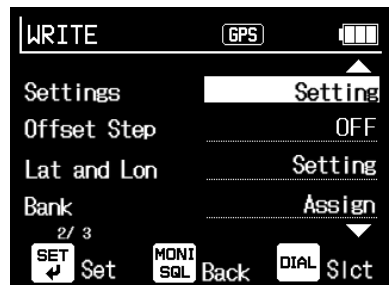 WRITE GPS
Settings Setting
Offset Step OFF
Lat and Lon Setting
Bank Assign
2/ 3
SET Set MONI SQL Back DIAL Slct